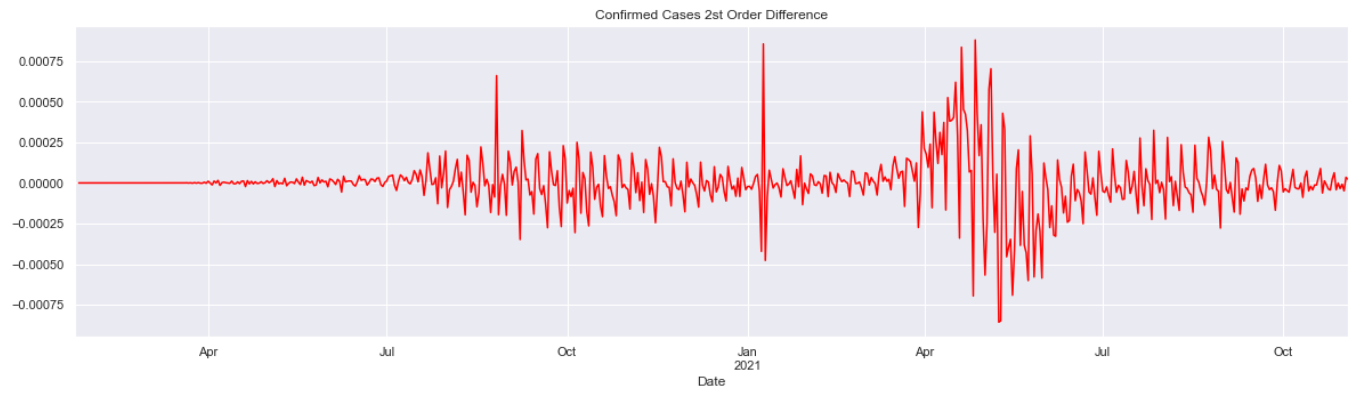 Confirmed Cases 2st Order Difference
0.00075
0.00050
0.00025
0.00000
−0.00025
−0.00050
−0.00075
Apr Jul Oct Jan Apr Jul Oct
2021
Date